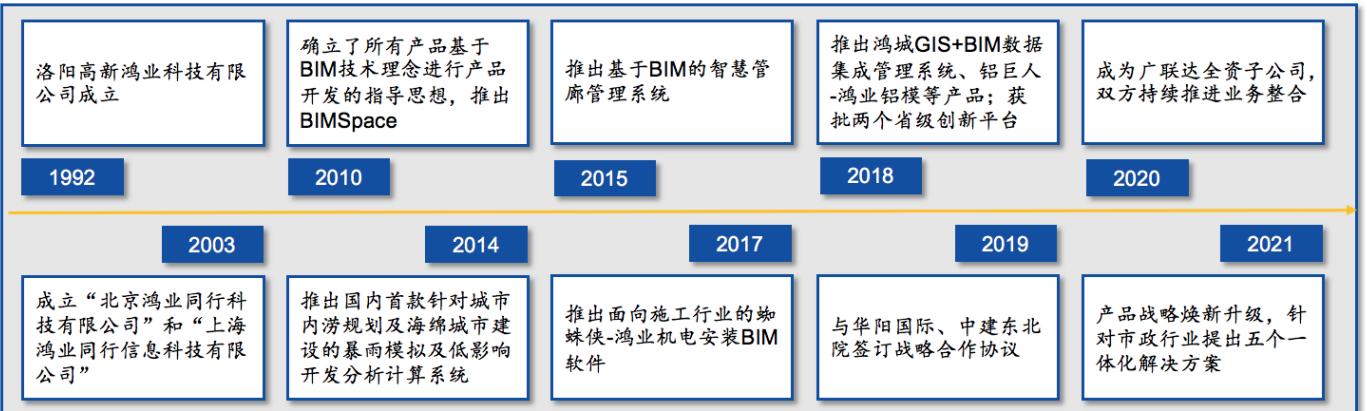 洛阳高新鸿业科技有限
公司成立
1992
确立了所有产品基于
BIM技术理念进行产品
开发的指导思想，推出
BIMSpace
2010
推出基于BIM的智慧管
廊管理系统
2015
推出鸿城GIS+BIM数据
集成管理系统、铝巨人
-鸿业铝模等产品；获
批两个省级创新平台
2018
成为广联达全资子公司，
双方持续推进业务整合
2020
2003
成立“北京鸿业同行科
技有限公司”和“上海
鸿业同行信息科技有限
公司”
2014
推出国内首款针对城市
内涝规划及海绵城市建
设的暴雨模拟及低影响
开发分析计算系统
2017
推出面向施工行业的蜘
蛛侠-鸿业机电安装BIM
软件
2019
与华阳国际、中建东北
院签订战略合作协议
2021
产品战略焕新升级，针
对市政行业提出五个一
体化解决方案